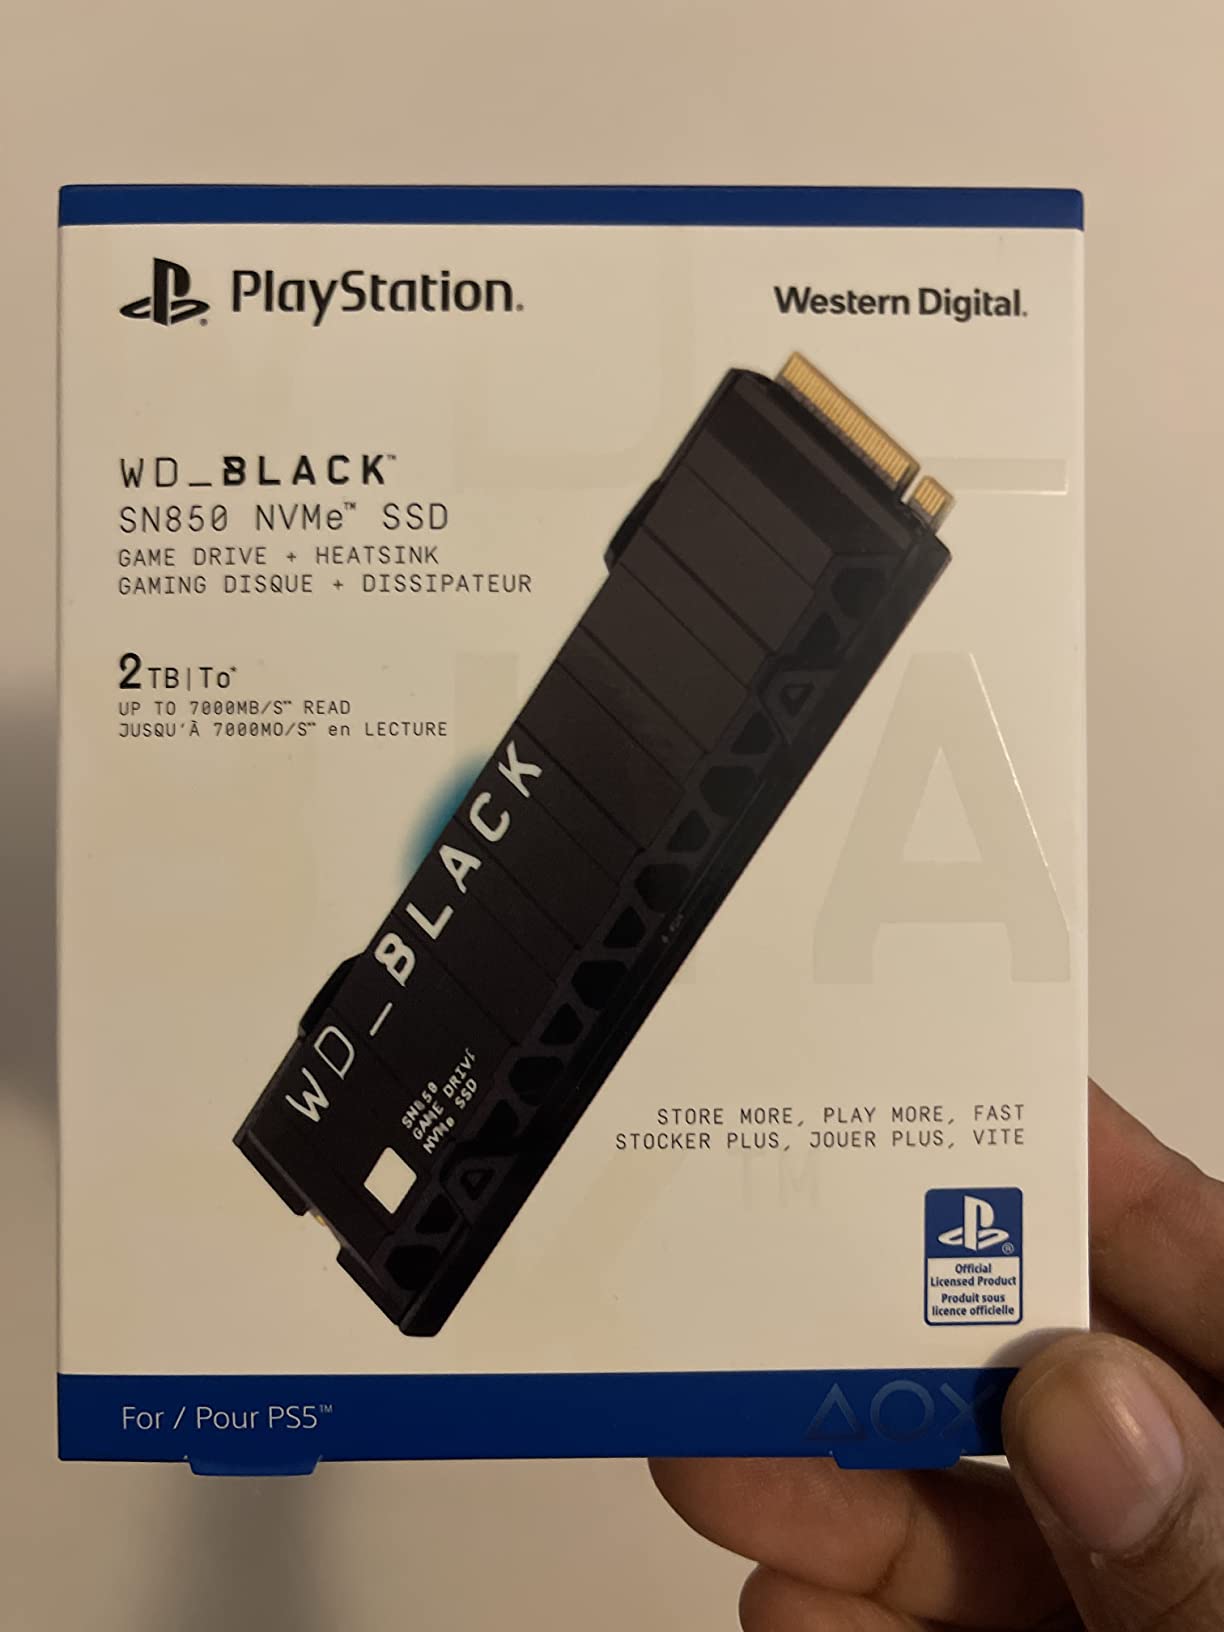 PlayStation®
Western Digital®
WD_BLACK™
SN850 NVMe™ SSD
GAME DRIVE + HEATSINK
GAMING DISQUE + DISSIPATEUR
2TB|To*
UP TO 7000MB/S** READ
JUSQU'À 7000MO/S** en LECTURE
WD_BLACK
SN850
GAME DRIVE
NVMe SSD
STORE MORE, PLAY MORE, FAST
STOCKER PLUS, JOUER PLUS, VITE
Official
Licensed Product
Produit sous
licence officielle
For / Pour PS5™